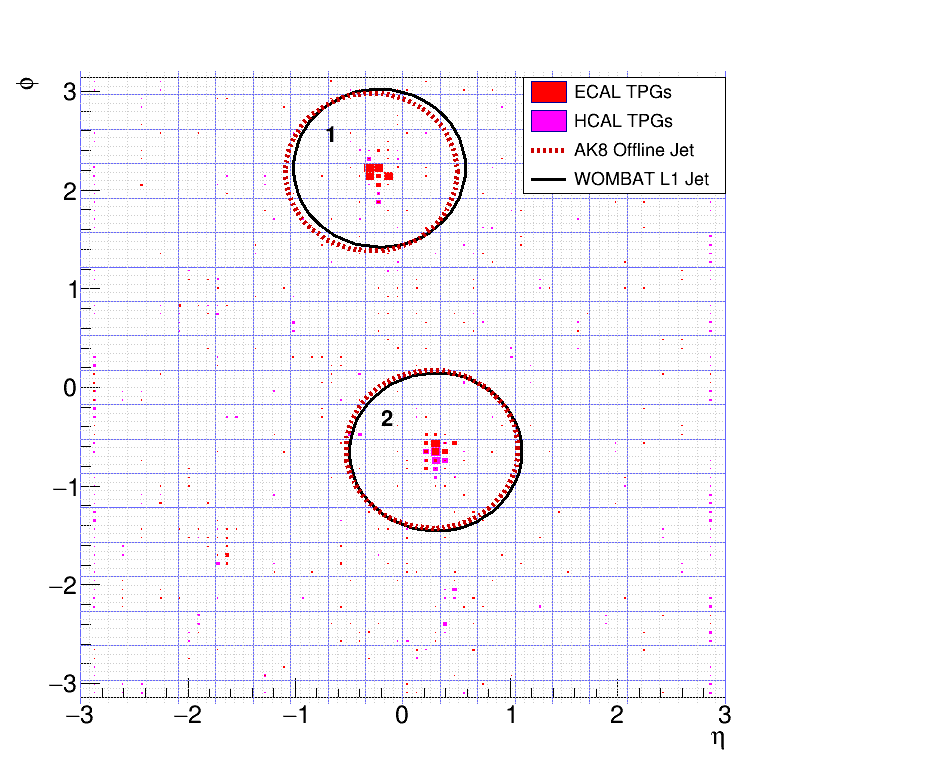 ϕ
3
2
1
0
−1
−2
−3
1
2
ECAL TPGs
HCAL TPGs
AK8 Offline Jet
WOMBAT L1 Jet
−3 −2 −1 0 1 2 3
η